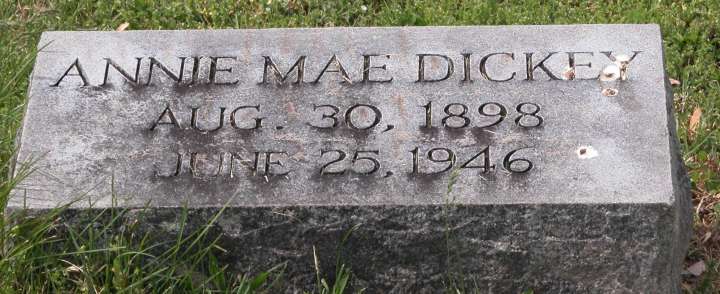 ANNIE MAE DICKEY
AUG. 30, 1898
JUNE 25, 1946